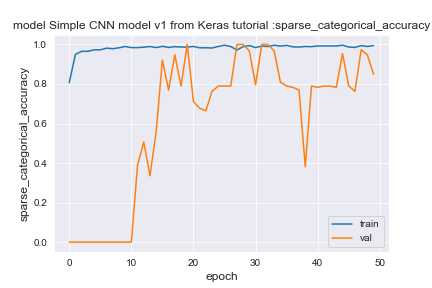 model Simple CNN model v1 from Keras tutorial :sparse_categorical_accuracy
1.0
0.8
0.6
0.4
0.2
0.0
sparse_categorical_accuracy
0 10 20 30 40 50
epoch
train
val